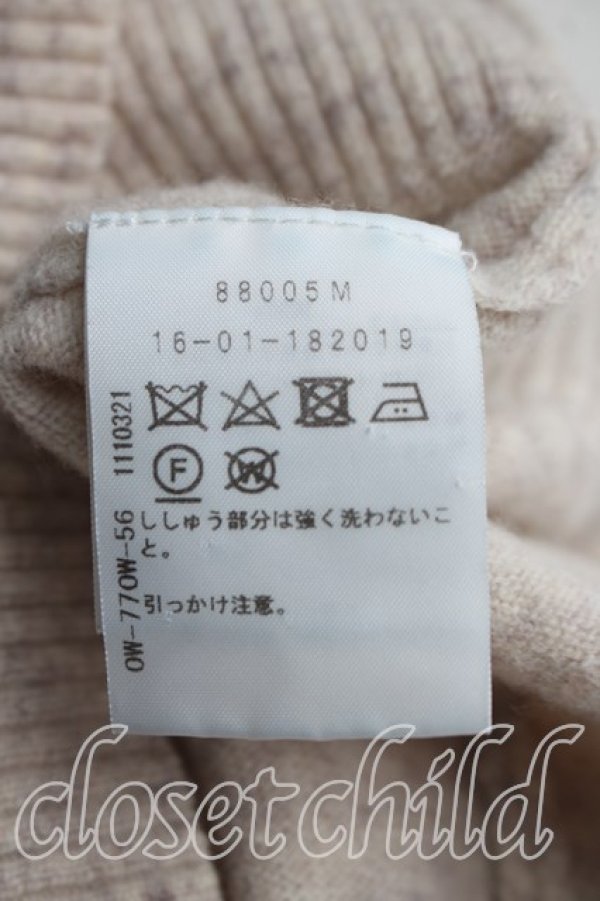 88005M
16-01-182019
F
W
ししゅう部分は強く洗わないこ
と。
引っかけ注意。
OW-770W-56 1110321
closet child